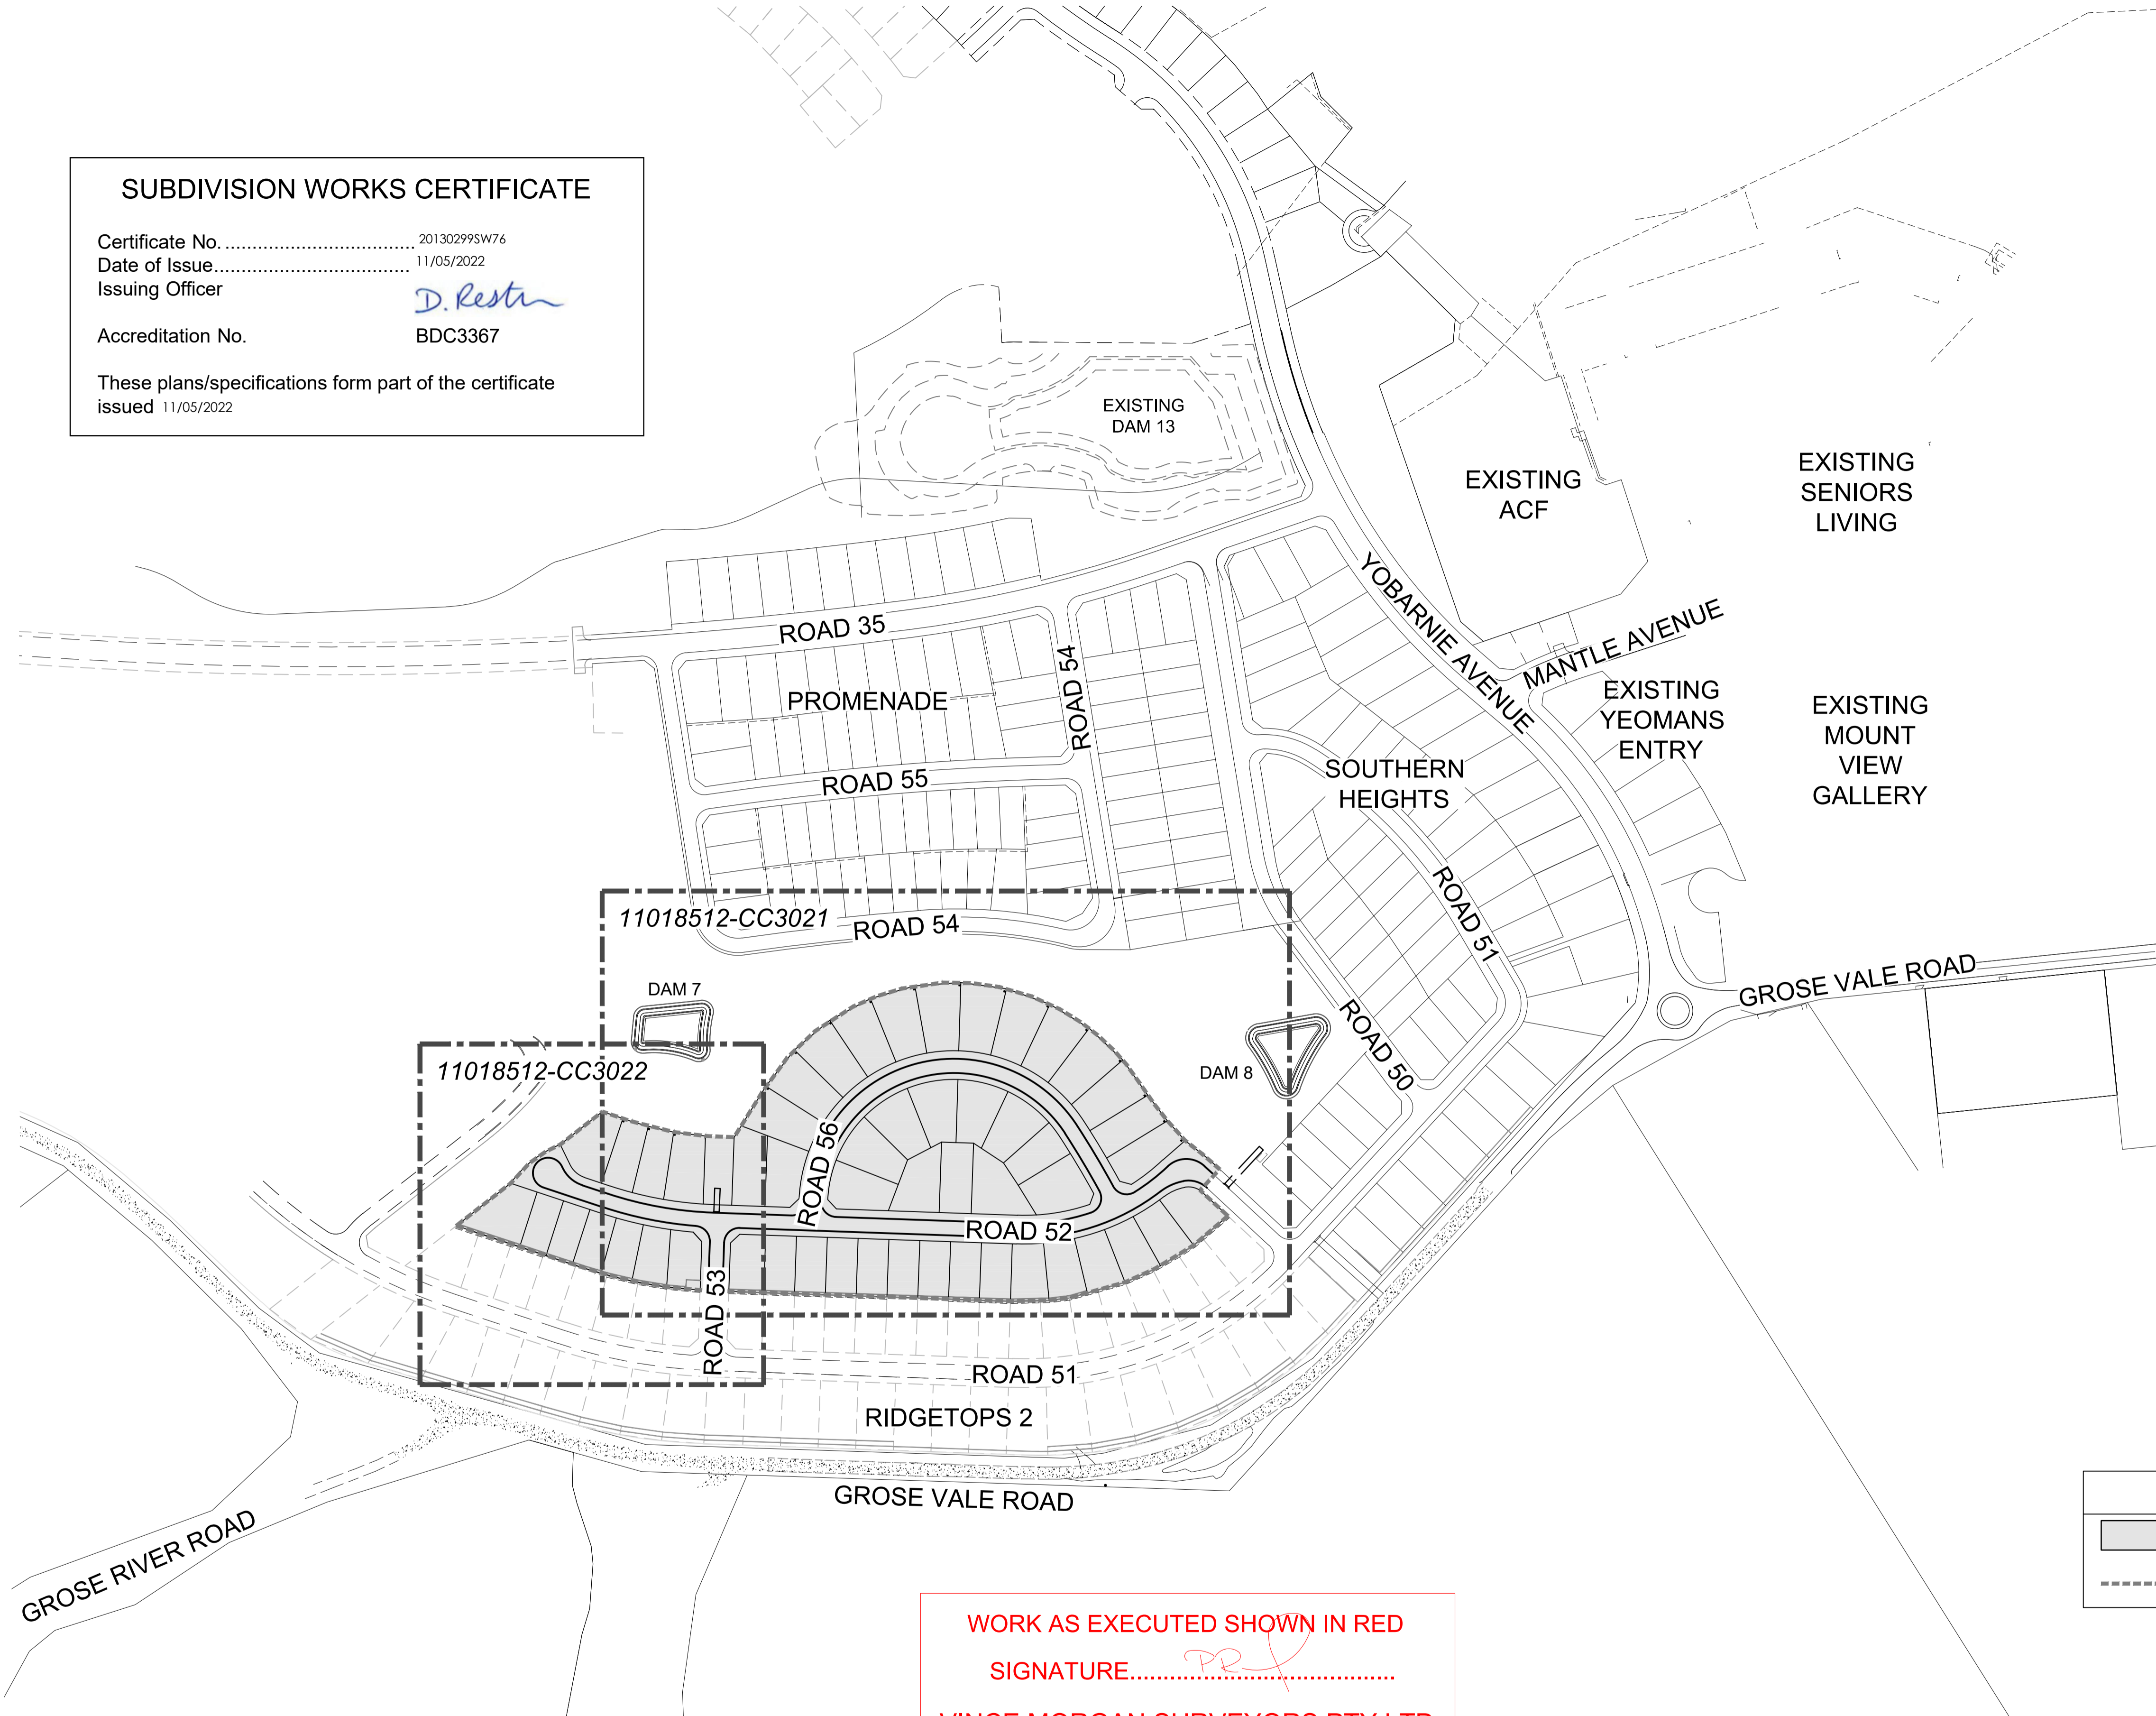 SUBDIVISION WORKS CERTIFICATE
Certificate No. ................................... 20130299SW76
Date of Issue.................................... 11/05/2022
Issuing Officer
Accreditation No. BDC3367
These plans/specifications form part of the certificate
issued 11/05/2022
EXISTING
DAM 13
EXISTING
ACF
EXISTING
SENIORS
LIVING
YOBARNIE AVENUE
MANTLE AVENUE
ROAD 35
PROMENADE
ROAD 54
EXISTING
YEOMANS
ENTRY
EXISTING
MOUNT
VIEW
GALLERY
ROAD 55
SOUTHERN
HEIGHTS
11018512-CC3021
ROAD 54
ROAD 51
GROSE VALE ROAD
DAM 7
ROAD 50
DAM 8
11018512-CC3022
ROAD 56
ROAD 52
ROAD 53
ROAD 51
RIDGETOPS 2
GROSE VALE ROAD
GROSE RIVER ROAD
WORK AS EXECUTED SHOWN IN RED
SIGNATURE.........................................
VINCE MORGAN SURVEYORS PTY LTD